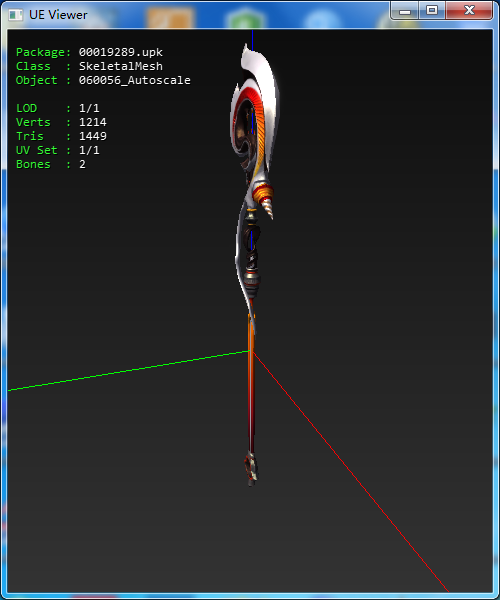 UE Viewer
Package: 00019289.upk
Class  : SkeletalMesh
Object : 060056_Autoscale
LOD    : 1/1
Verts  : 1214
Tris   : 1449
UV Set : 1/1
Bones  : 2